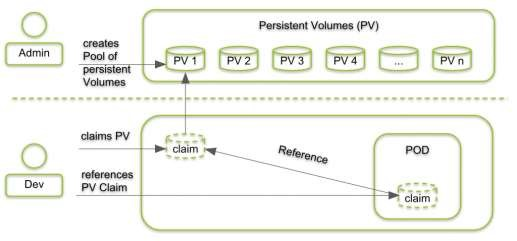 Persistent Volumes (PV)
Admin
creates
Pool of
persistent
Volumes
PV 1
PV 2
PV 3
PV 4
...
PV n
claims PV
claim
Reference
POD
Dev
references
PV Claim
claim